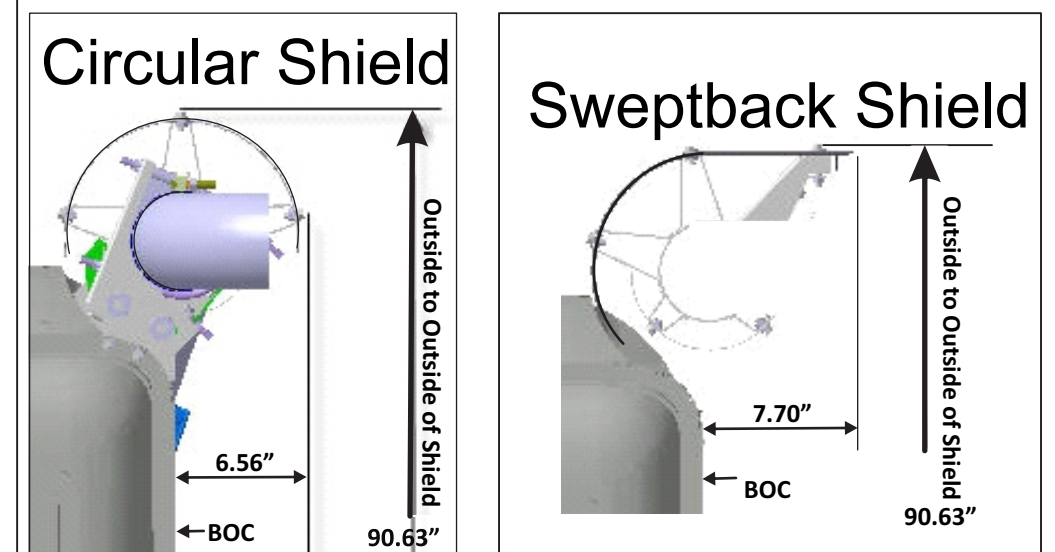 Circular Shield
Outside to Outside of Shield
6.56”
BOC
90.63”
Sweptback Shield
Outside to Outside of Shield
7.70”
BOC
90.63”